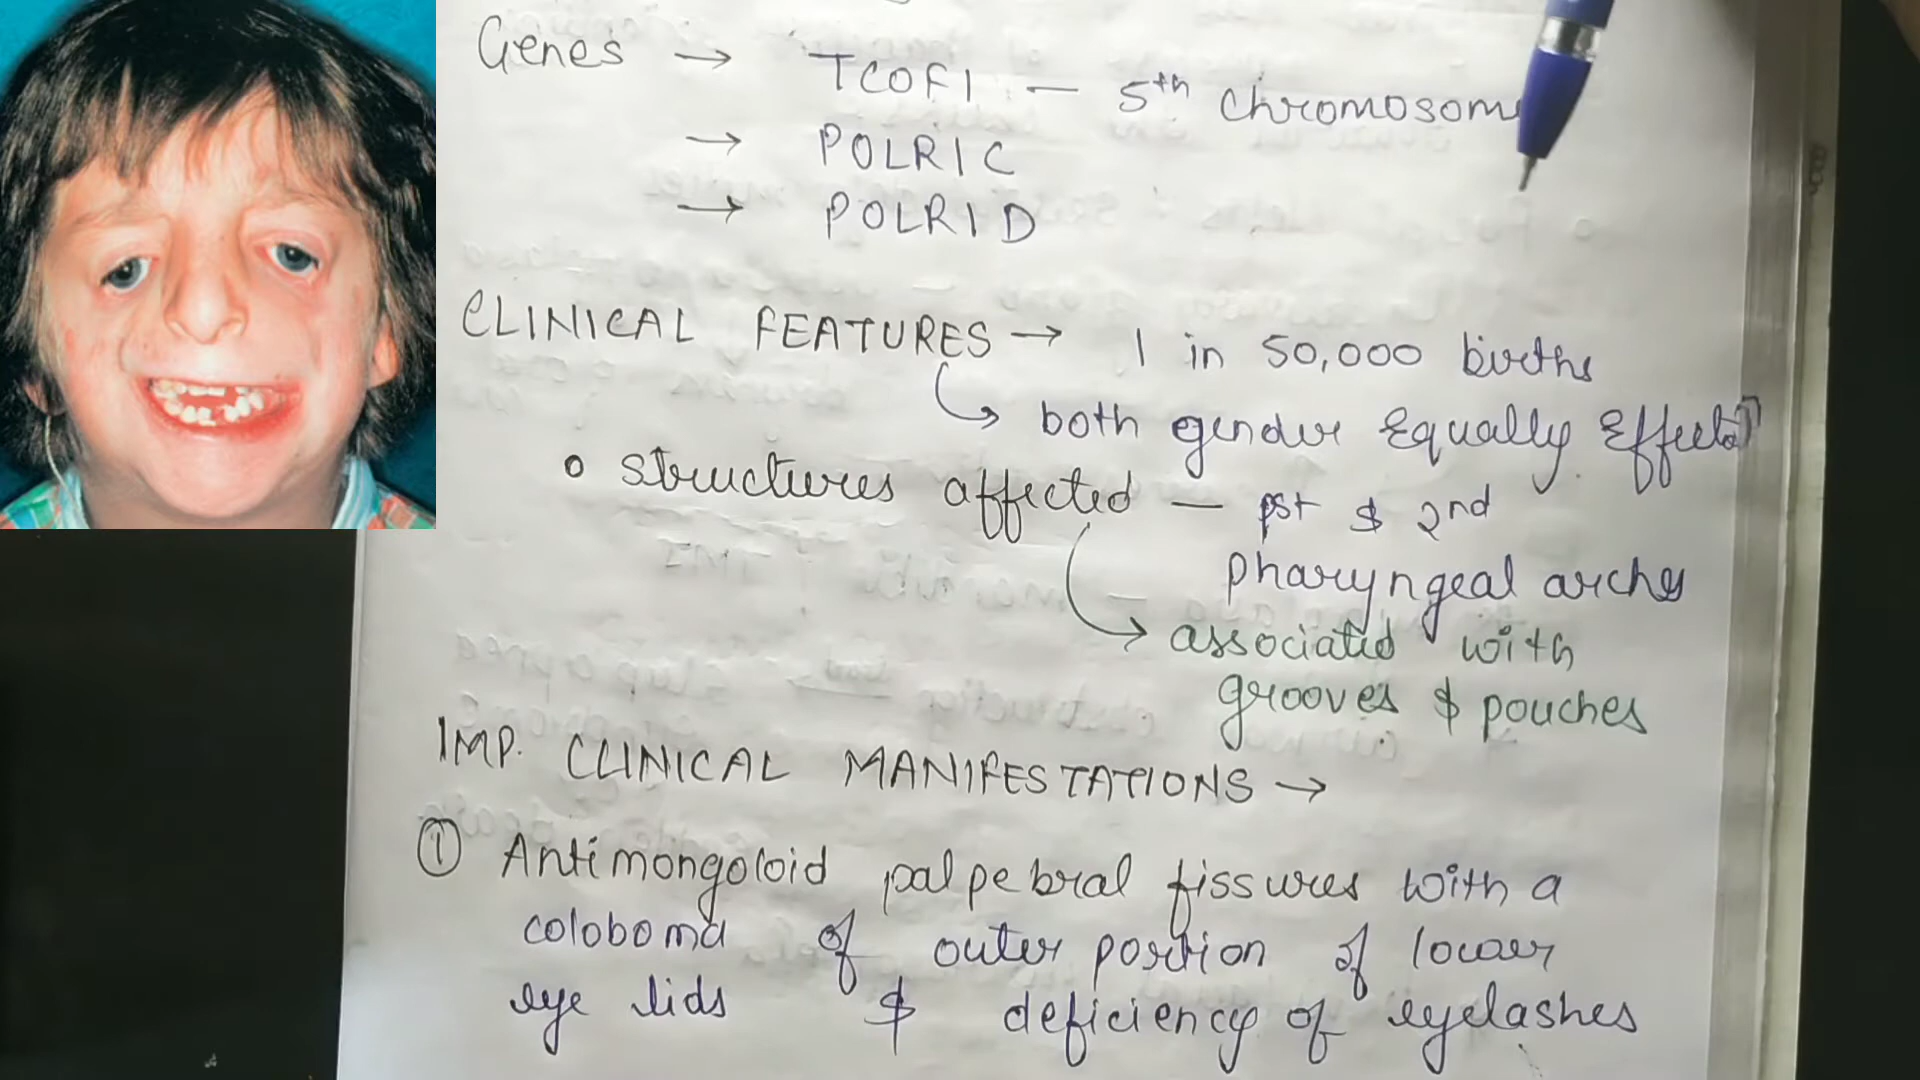 Genes → TCOF1 — 5th chromosome
→ POLRIC
→ POLRID
CLINICAL FEATURES → 1 in 50,000 births
both gender Equally Effected
• structures affected — 1st & 2nd
pharyngeal arches
→ associated with
grooves & pouches
IMP. CLINICAL MANIFESTATIONS →
① Antimongoloid palpebral fissures with a
coloboma of outer portion of lower
eye lids & deficiency of eyelashes